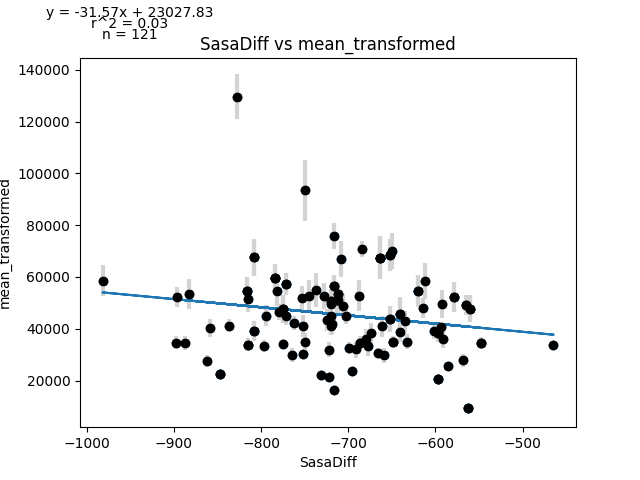 y = -31.57x + 23027.83
r^2 = 0.03
n = 121
SasaDiff vs mean_transformed
140000
120000
100000
80000
60000
40000
20000
mean_transformed
−1000
−900
−800
−700
−600
−500
SasaDiff